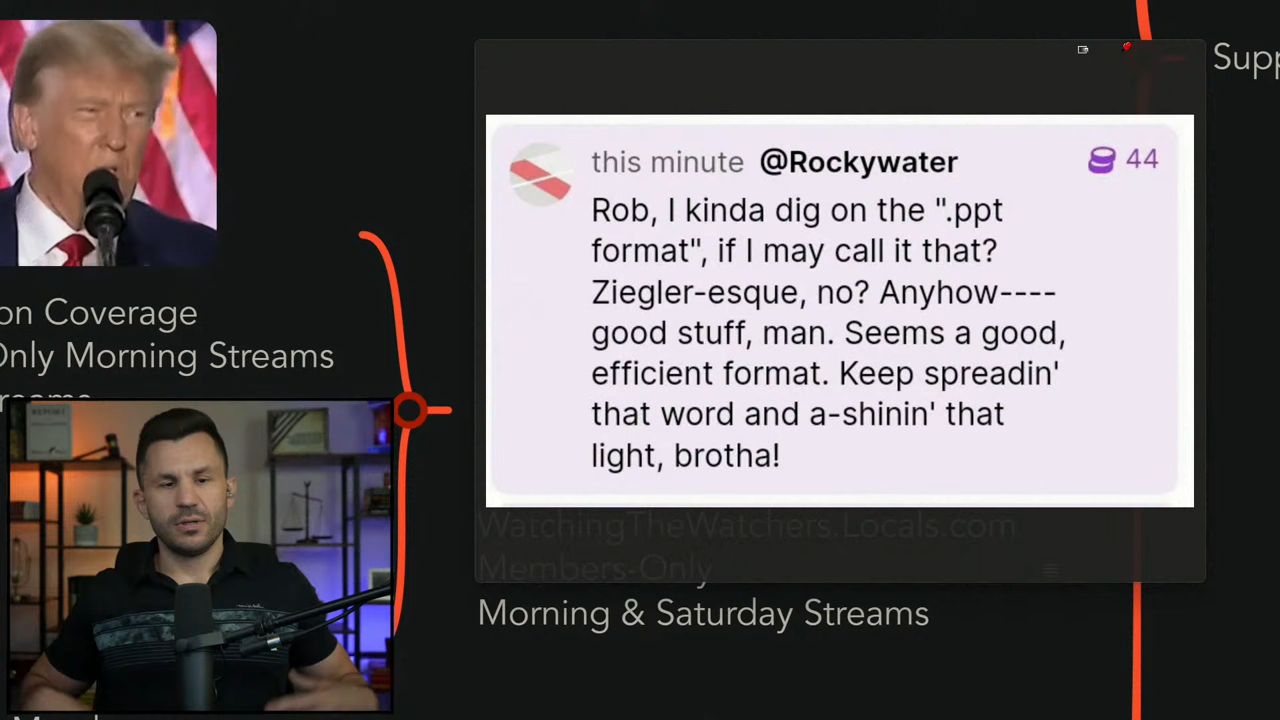 Supp
this minute @Rockywater 44
Rob, I kinda dig on the ".ppt
format", if I may call it that?
Ziegler-esque, no? Anyhow----
good stuff, man. Seems a good,
efficient format. Keep spreadin'
that word and a-shinin' that
light, brotha!
on Coverage
Only Morning Streams
WatchingTheWatchers.Locals.com
Members-Only
Morning & Saturday Streams